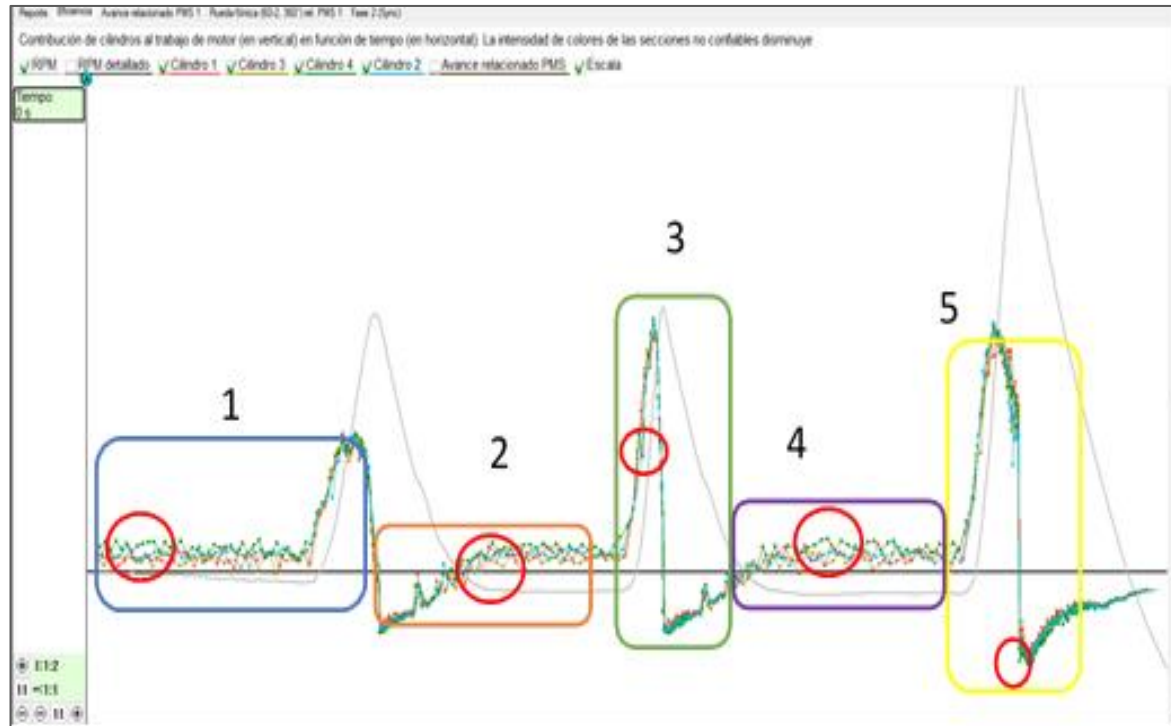 Reporte Eficiencia Avance relacionado PMS 1 Rueda fónica (60-2, 302°) rel. PMS 1 Fase 2 (Sync)
Contribución de cilindros al trabajo de motor (en vertical) en función de tiempo (en horizontal). La intensidad de colores de las secciones no confiables disminuye
RPM RPM detallado Cilindro 1 Cilindro 3 Cilindro 4 Cilindro 2 Avance relacionado PMS Escala
Tiempo
0 s
3
5
1
4
2
1:2
1:1